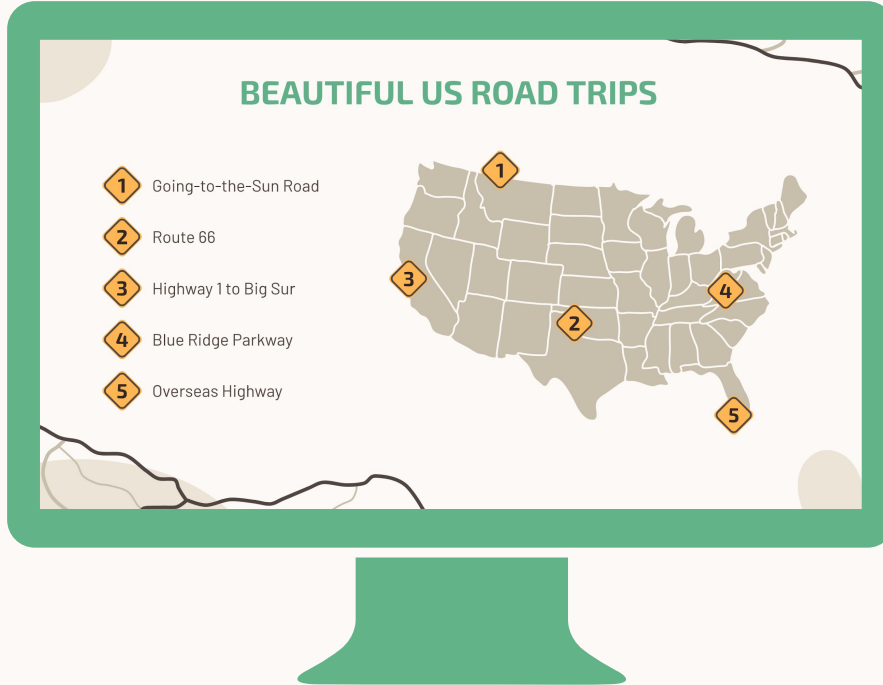 BEAUTIFUL US ROAD TRIPS
1 Going-to-the-Sun Road
2 Route 66
3 Highway 1 to Big Sur
4 Blue Ridge Parkway
5 Overseas Highway
1
3
4
2
5